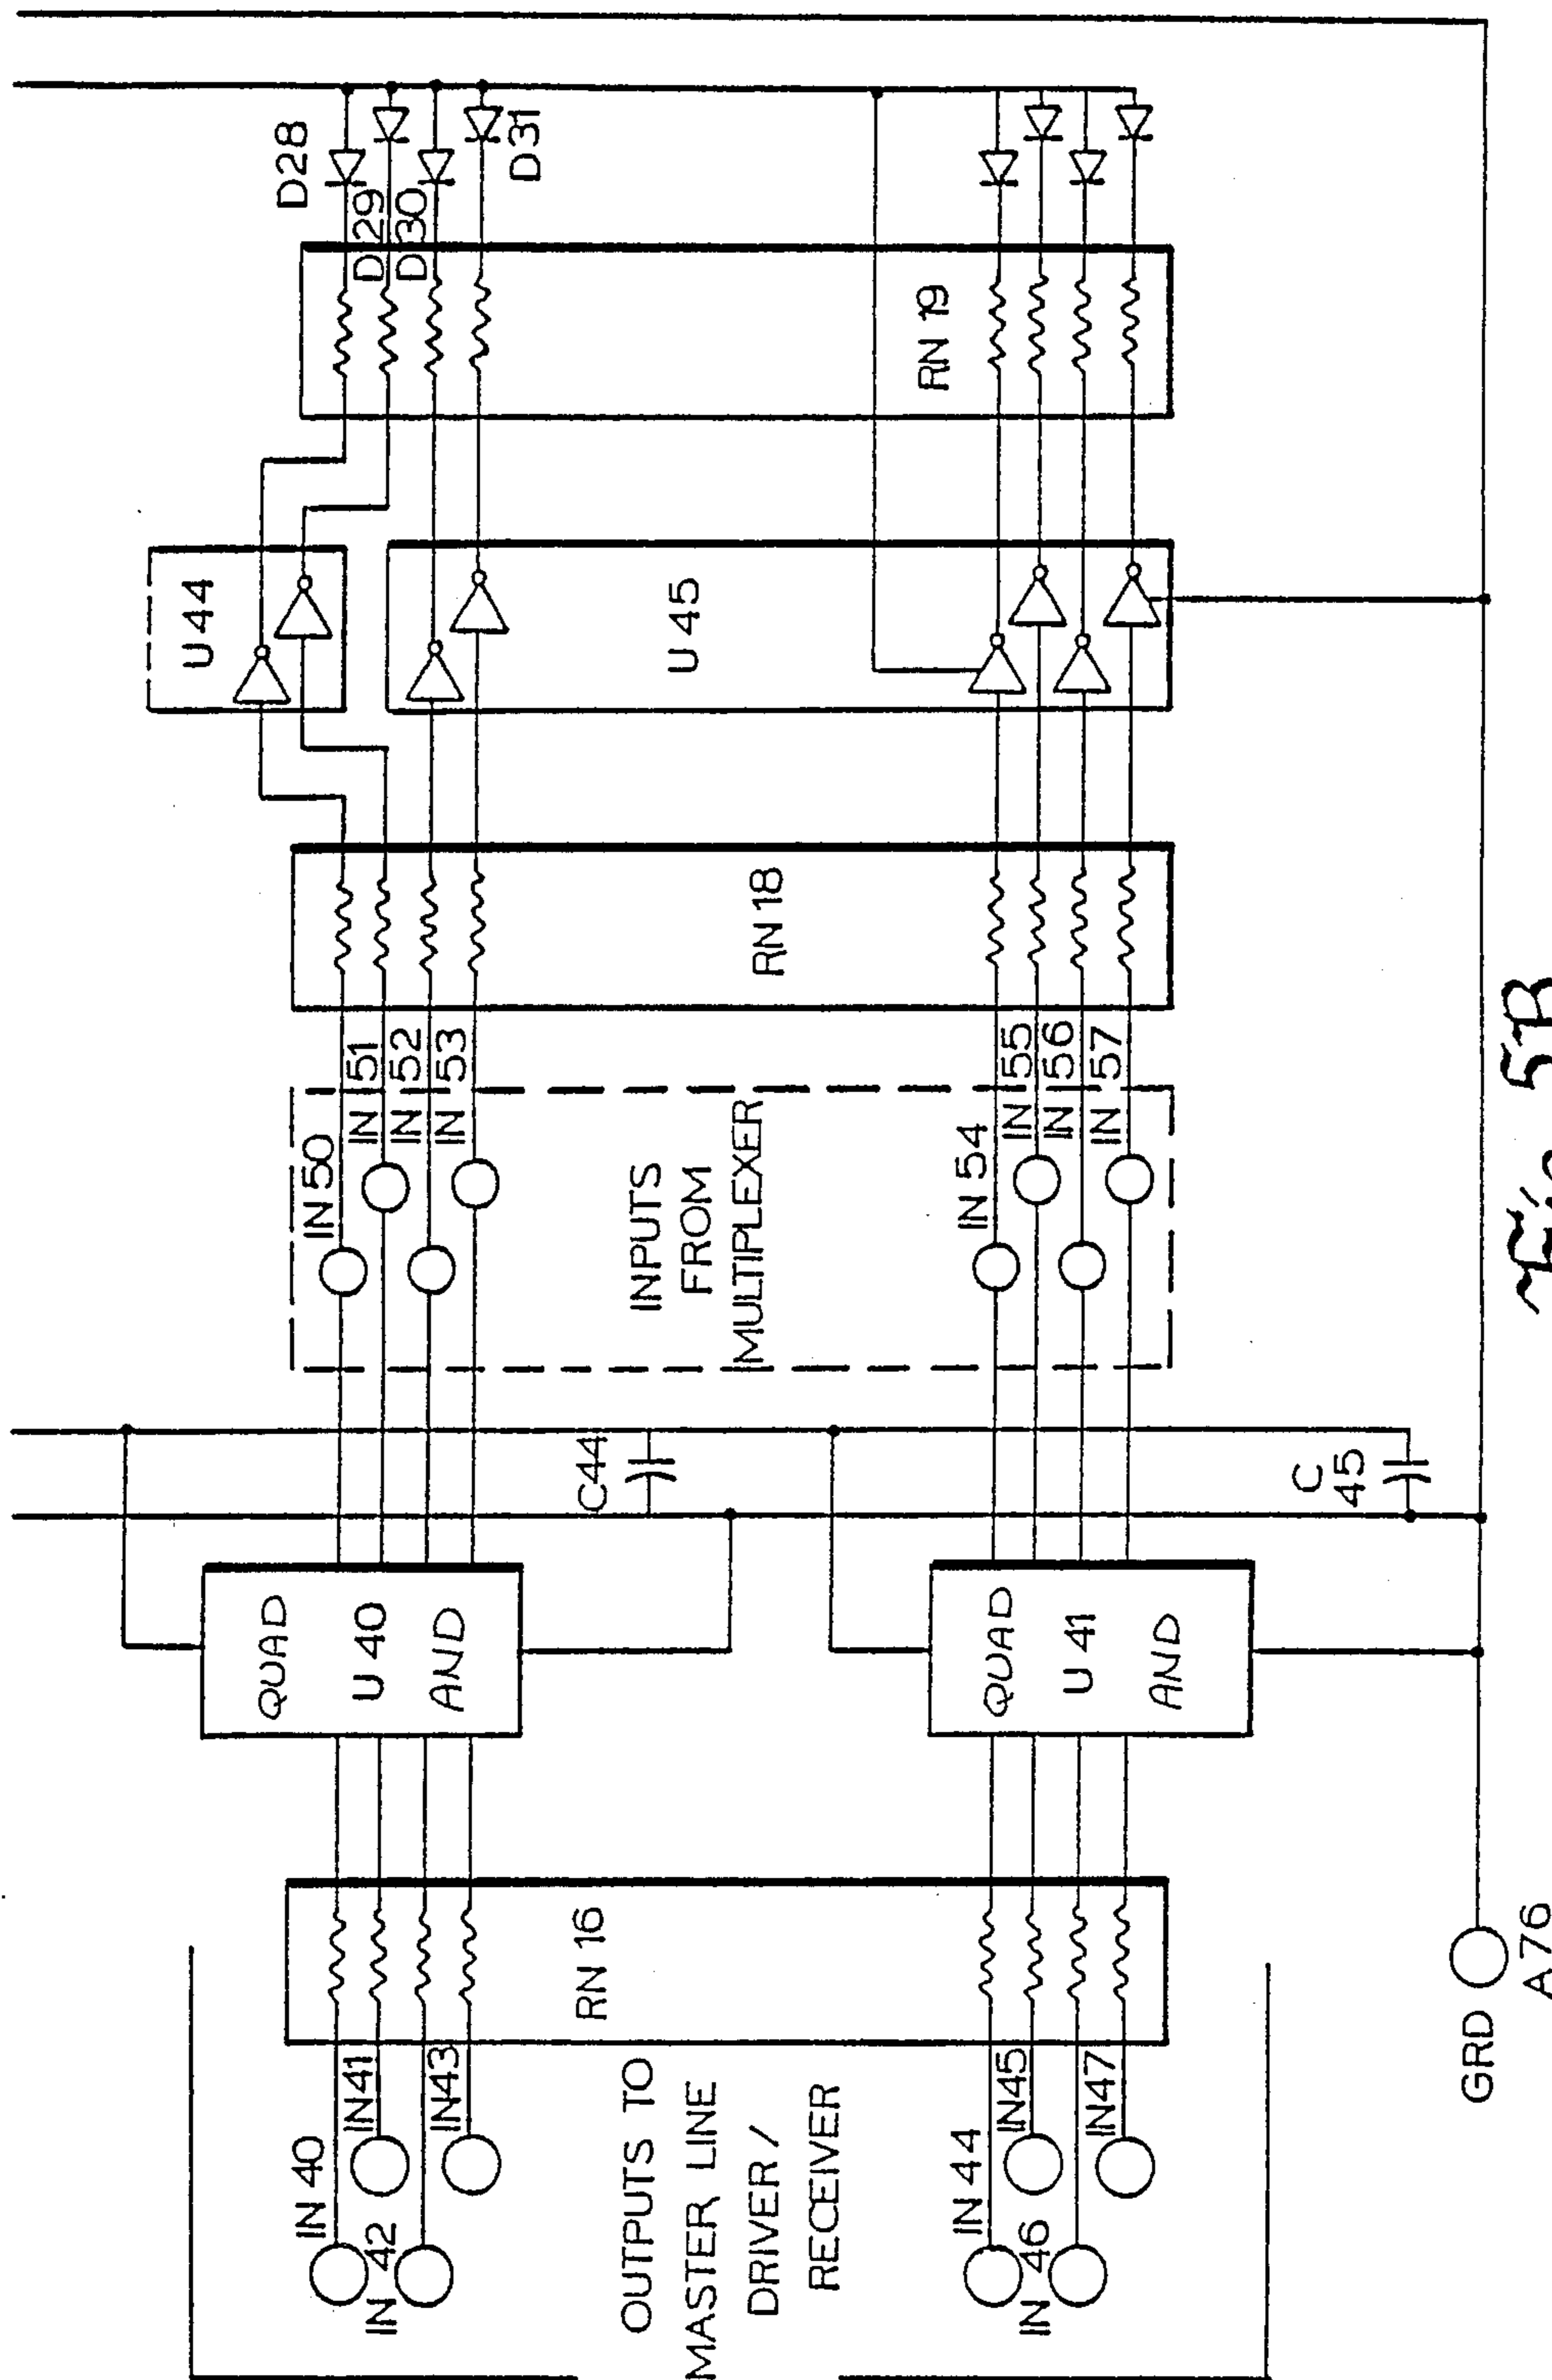 D28
D29
D30
D31
RN 19
U 44
U 45
RN 18
IN 50
IN 51
IN 52
IN 53
INPUTS
FROM
MULTIPLEXER
IN 54
IN 55
IN 56
IN 57
C44
C
45
QUAD
U 40
AND
QUAD
U 41
AND
RN 16
IN 40
IN41
IN 42
IN43
OUTPUTS TO
MASTER LINE
DRIVER /
RECEIVER
IN 44
IN45
IN 46
IN47
GRD
A76
Fig. 5B